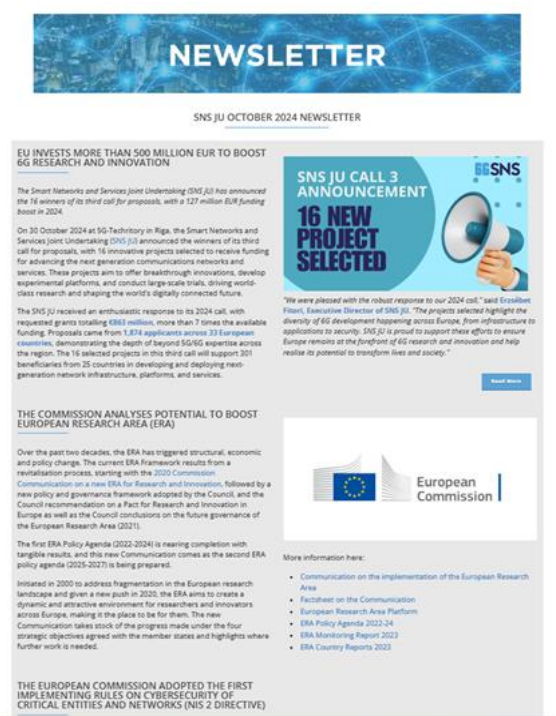 NEWSLETTER
SNS JU OCTOBER 2024 NEWSLETTER
EU INVESTS MORE THAN 500 MILLION EUR TO BOOST
6G RESEARCH AND INNOVATION
The Smart Networks and Services Joint Undertaking (SNS JU) has announced
the 16 winners of its third call for proposals, with a 127 million EUR funding
boost in 2024.
On 30 October 2024 at 5G-Techritory in Riga, the Smart Networks and
Services Joint Undertaking (SNS JU) announced the winners of its third
call for proposals, with 16 innovative projects selected to receive funding
for advancing the next generation communications networks and
services. These projects aim to offer breakthrough innovations, develop
experimental platforms, and conduct large-scale trials, driving world-
class research and shaping the world's digitally connected future.
The SNS JU received an enthusiastic response to its 2024 call, with
requested grants totalling €863 million, more than 7 times the available
funding. Proposals came from 1,874 applicants across 33 European
countries, demonstrating the depth of beyond 5G/6G expertise across
the region. The 16 selected projects in this third call will support 301
beneficiaries from 25 countries in developing and deploying next-
generation network infrastructure, platforms, and services.
6GSNS
SNS JU CALL 3
ANNOUNCEMENT
16 NEW
PROJECT
SELECTED
"We were pleased with the robust response to our 2024 call," said Erzsébet
Fitori, Executive Director of SNS JU. "The projects selected highlight the
diversity of 6G development happening across Europe, from infrastructure to
applications to security. SNS JU is proud to support these efforts to ensure
Europe remains at the forefront of 6G research and innovation and help
realise its potential to transform lives and society."
Read More
THE COMMISSION ANALYSES POTENTIAL TO BOOST
EUROPEAN RESEARCH AREA (ERA)
Over the past two decades, the ERA has triggered structural, economic
and policy change. The current ERA Framework results from a
revitalisation process, starting with the 2020 Commission
Communication on a new ERA for Research and Innovation, followed by a
new policy and governance framework adopted by the Council, and the
Council recommendation on a Pact for Research and Innovation in
Europe as well as the Council conclusions on the future governance of
the European Research Area (2021).
The first ERA Policy Agenda (2022-2024) is nearing completion with
tangible results, and this new Communication comes as the second ERA
policy agenda (2025-2027) is being prepared.
Initiated in 2000 to address fragmentation in the European research
landscape and given a new push in 2020, the ERA aims to create a
dynamic and attractive environment for researchers and innovators
across Europe, making it the place to be for them. The new
Communication takes stock of the progress made under the four
strategic objectives agreed with the member states and highlights where
further work is needed.
European
Commission
More information here:
Communication on the implementation of the European Research
Area
Factsheet on the Communication
European Research Area Platform
ERA Policy Agenda 2022-24
ERA Monitoring Report 2023
ERA Country Reports 2023
THE EUROPEAN COMMISSION ADOPTED THE FIRST
IMPLEMENTING RULES ON CYBERSECURITY OF
CRITICAL ENTITIES AND NETWORKS (NIS 2 DIRECTIVE)